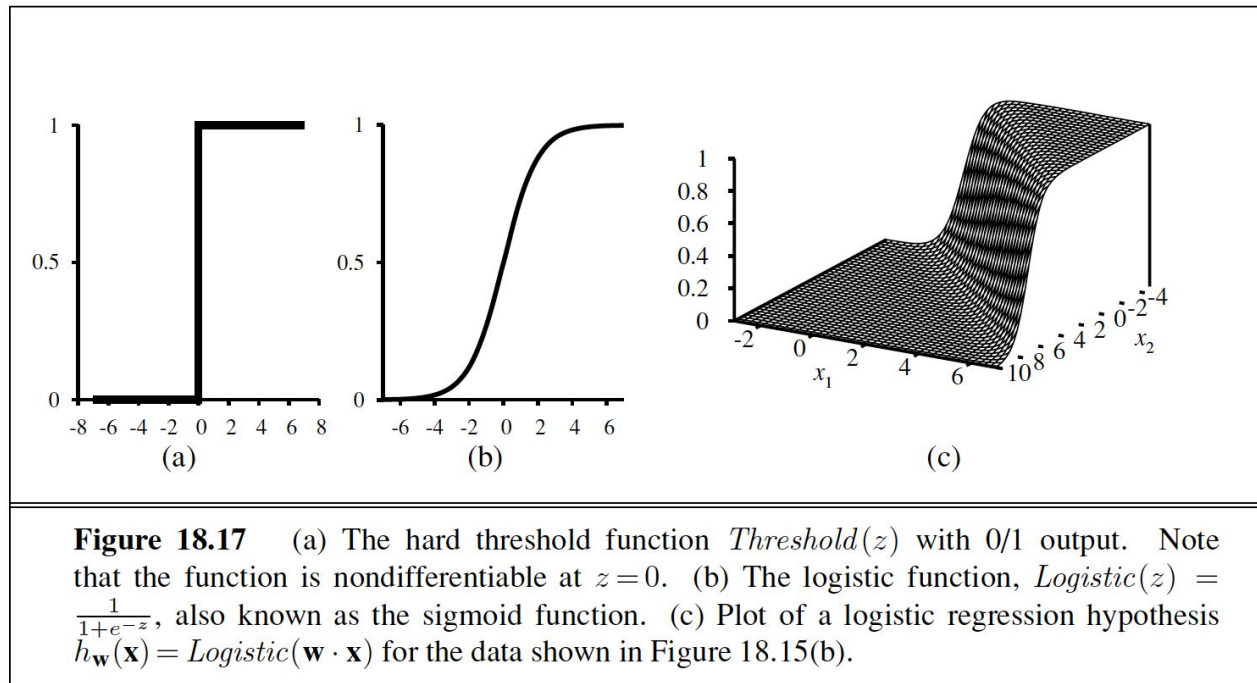 1
0.5
0
-8 -6 -4 -2 0 2 4 6 8
(a)
1
0.5
0
-6 -4 -2 0 2 4 6
(b)
1
0.8
0.6
0.4
0.2
0
-2 0 2 4 6
x₁
10 8 6 4 2 0 -2 -4
x₂
(c)
Figure 18.17 (a) The hard threshold function Threshold(z) with 0/1 output. Note
that the function is nondifferentiable at z = 0. (b) The logistic function, Logistic(z) =
1/(1+e^{-z}), also known as the sigmoid function. (c) Plot of a logistic regression hypothesis
h_w(x) = Logistic(w · x) for the data shown in Figure 18.15(b).